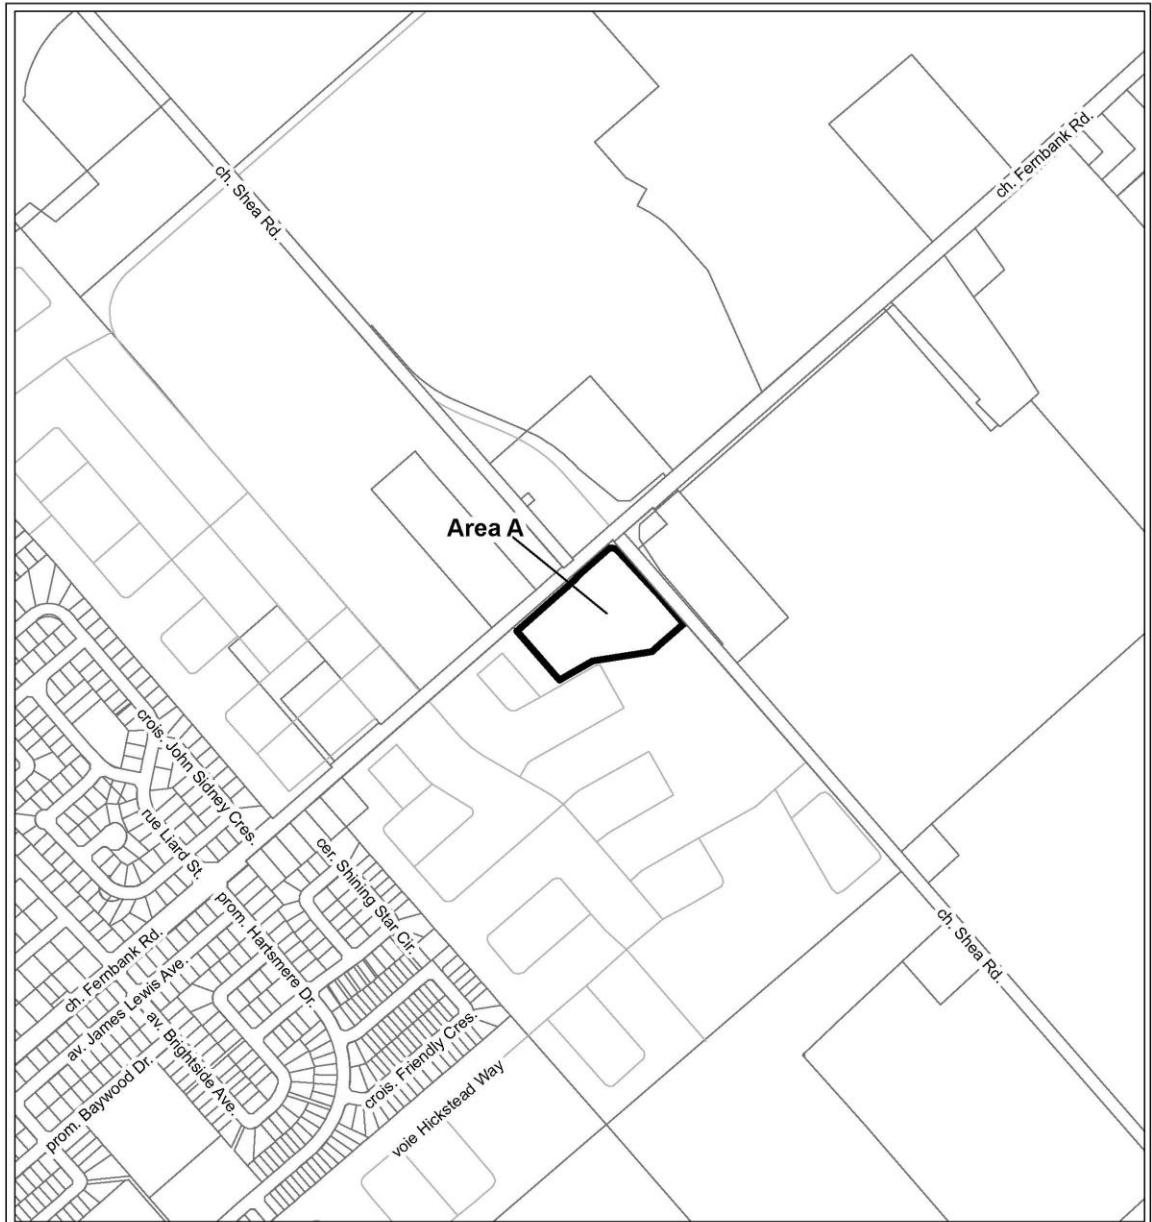 ch. Fernbank Rd.
ch. Shea Rd.
Area A
crois. John Sidney Cres.
rue Liard St.
cer. Shining Star Cir.
prom. Hartsmere Dr.
ch. Fernbank Rd.
av. James Lewis Ave.
av. Brightside Ave.
prom. Baywood Dr.
crois. Friendly Cres.
voie Hickstead Way
ch. Shea Rd.